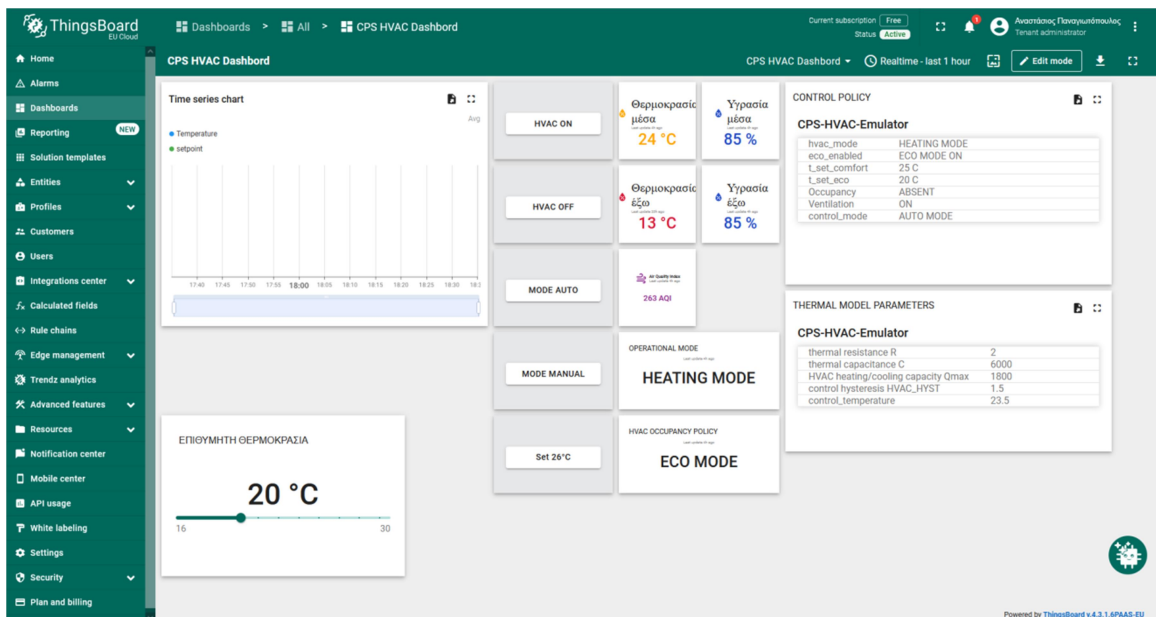 ThingsBoard
EU Cloud
Dashboards > All > CPS HVAC Dashbord
Current subscription Free
Status Active
1
Αναστάσιος Παναγιωτόπουλος
Tenant administrator
Home
Alarms
Dashboards
Reporting NEW
Solution templates
Entities
Profiles
Customers
Users
Integrations center
Calculated fields
Rule chains
Edge management
Trendz analytics
Advanced features
Resources
Notification center
Mobile center
API usage
White labeling
Settings
Security
Plan and billing
CPS HVAC Dashbord
CPS HVAC Dashbord
Realtime - last 1 hour
Edit mode
Time series chart
Avg
Temperature
setpoint
17:40 17:45 17:50 17:55 18:00 18:05 18:10 18:15 18:20 18:25 18:30 18:3
ΕΠΙΘΥΜΗΤΗ ΘΕΡΜΟΚΡΑΣΙΑ
20 °C
16 30
HVAC ON
HVAC OFF
MODE AUTO
MODE MANUAL
Set 26°C
Θερμοκρασία
μέσα
24 °C
Υγρασία
μέσα
85 %
Θερμοκρασία
έξω
13 °C
Υγρασία
έξω
85 %
Air Quality Index
263 AQI
OPERATIONAL MODE
HEATING MODE
HVAC OCCUPANCY POLICY
ECO MODE
CONTROL POLICY
CPS-HVAC-Emulator
hvac_mode HEATING MODE
eco_enabled ECO MODE ON
t_set_comfort 25 C
t_set_eco 20 C
Occupancy ABSENT
Ventilation ON
control_mode AUTO MODE
THERMAL MODEL PARAMETERS
CPS-HVAC-Emulator
thermal resistance R 2
thermal capacitance C 6000
HVAC heating/cooling capacity Qmax 1800
control hysteresis HVAC_HYST 1.5
control_temperature 23.5
Powered by ThingsBoard v.4.3.1.6PAAS-EU